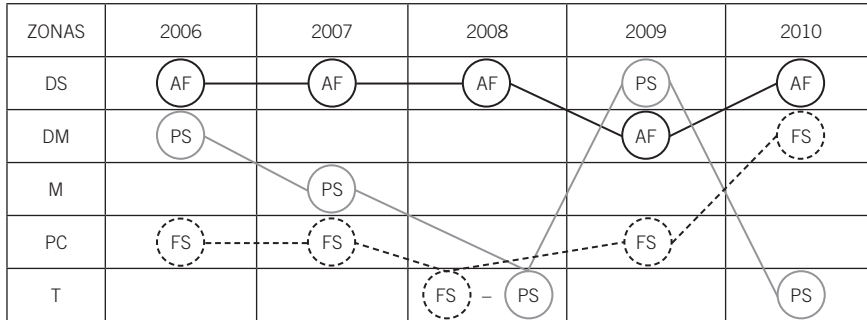 ZONAS 2006 2007 2008 2009 2010
DS AF AF AF PS AF
DM PS AF FS
M PS
PC FS FS FS
T FS – PS PS